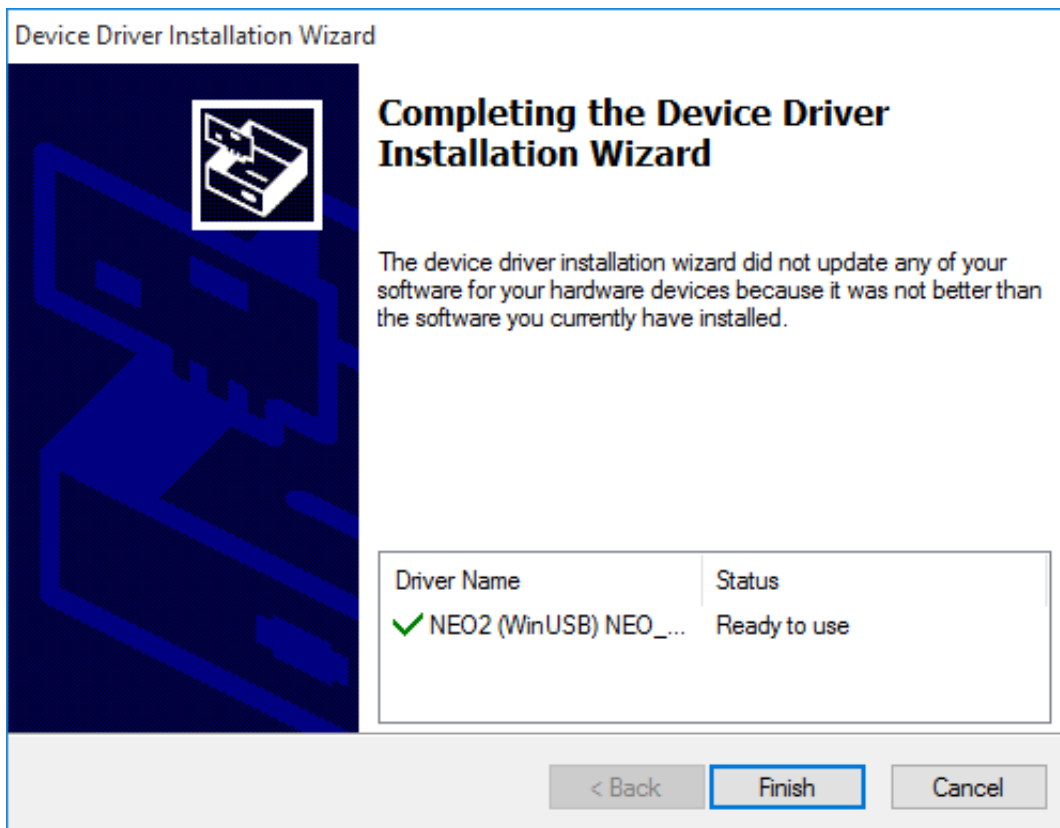 Device Driver Installation Wizard
Completing the Device Driver
Installation Wizard
The device driver installation wizard did not update any of your
software for your hardware devices because it was not better than
the software you currently have installed.
Driver Name Status
NEO2 (WinUSB) NEO_... Ready to use
< Back Finish Cancel